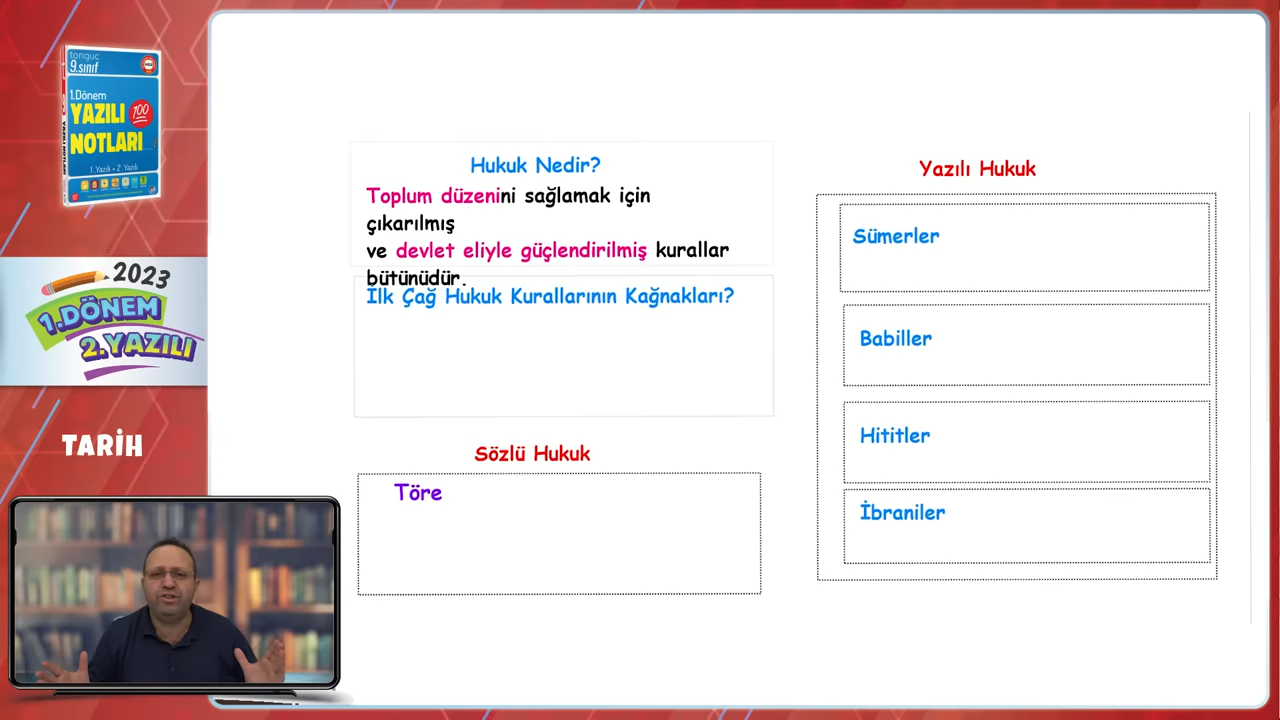 tonguç
9.sınıf
1.Dönem
YAZILI
100
NOTLARI
1.Yazılı • 2.Yazılı
YAZILI NOTLARI
2023
1.DÖNEM
2.YAZILI
TARİH
Hukuk Nedir?
Toplum düzenini sağlamak için
çıkarılmış
ve devlet eliyle güçlendirilmiş kurallar
bütünüdür.
İlk Çağ Hukuk Kurallarının Kağnakları?
Sözlü Hukuk
Töre
Yazılı Hukuk
Sümerler
Babiller
Hititler
İbraniler